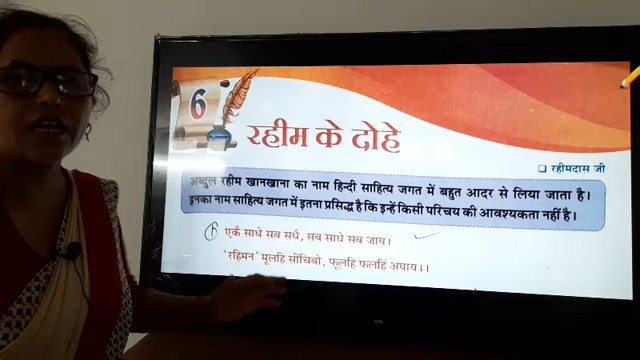 6
रहीम के दोहे
❑ रहीमदास जी
अब्दुल रहीम खानखाना का नाम हिन्दी साहित्य जगत में बहुत आदर से लिया जाता है।
इनका नाम साहित्य जगत में इतना प्रसिद्ध है कि इन्हें किसी परिचय की आवश्यकता नहीं है।
एकै साधे सब सधै, सब साधे सब जाय।
'रहिमन' मूलहि सींचिबो, फूलहि फलहिं अघाय।।